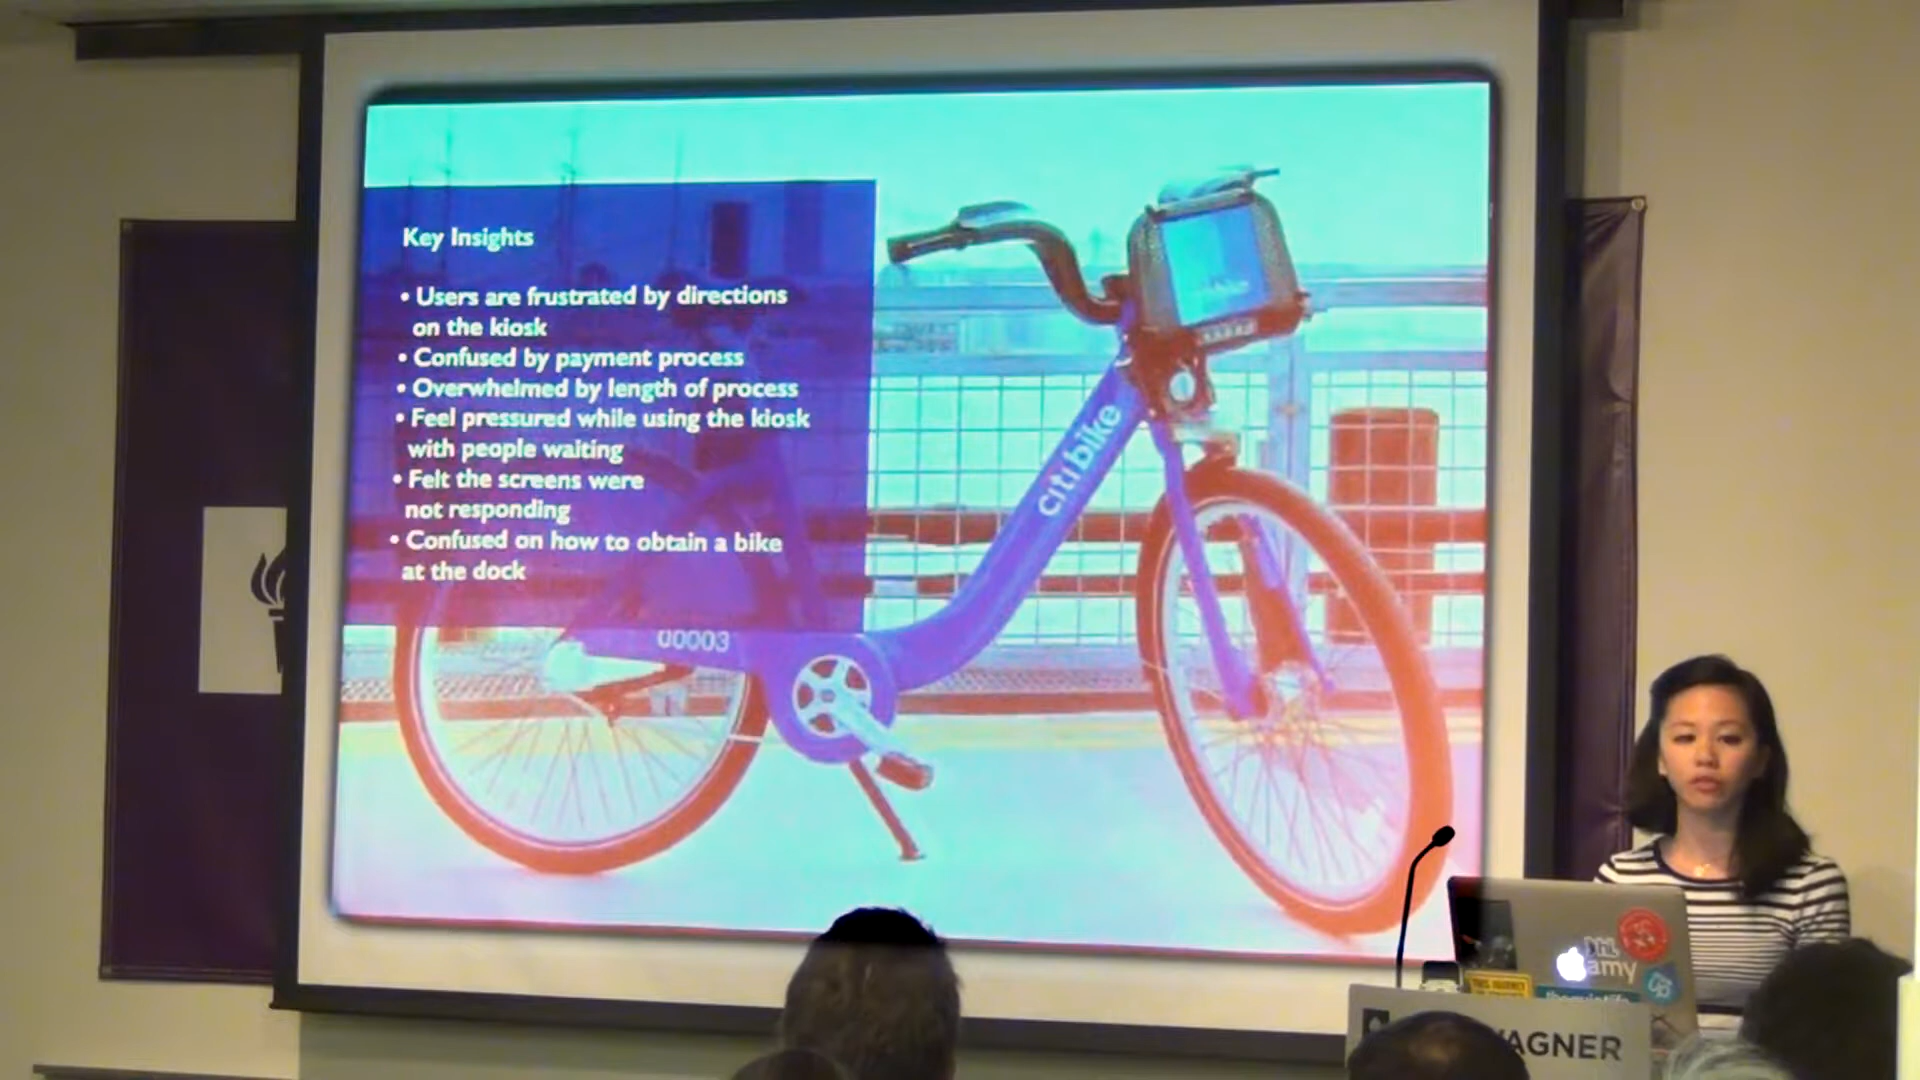 Key Insights
• Users are frustrated by directions
on the kiosk
• Confused by payment process
• Overwhelmed by length of process
• Feel pressured while using the kiosk
with people waiting
• Felt the screens were
not responding
• Confused on how to obtain a bike
at the dock
citibike
00003
amy
AGNER